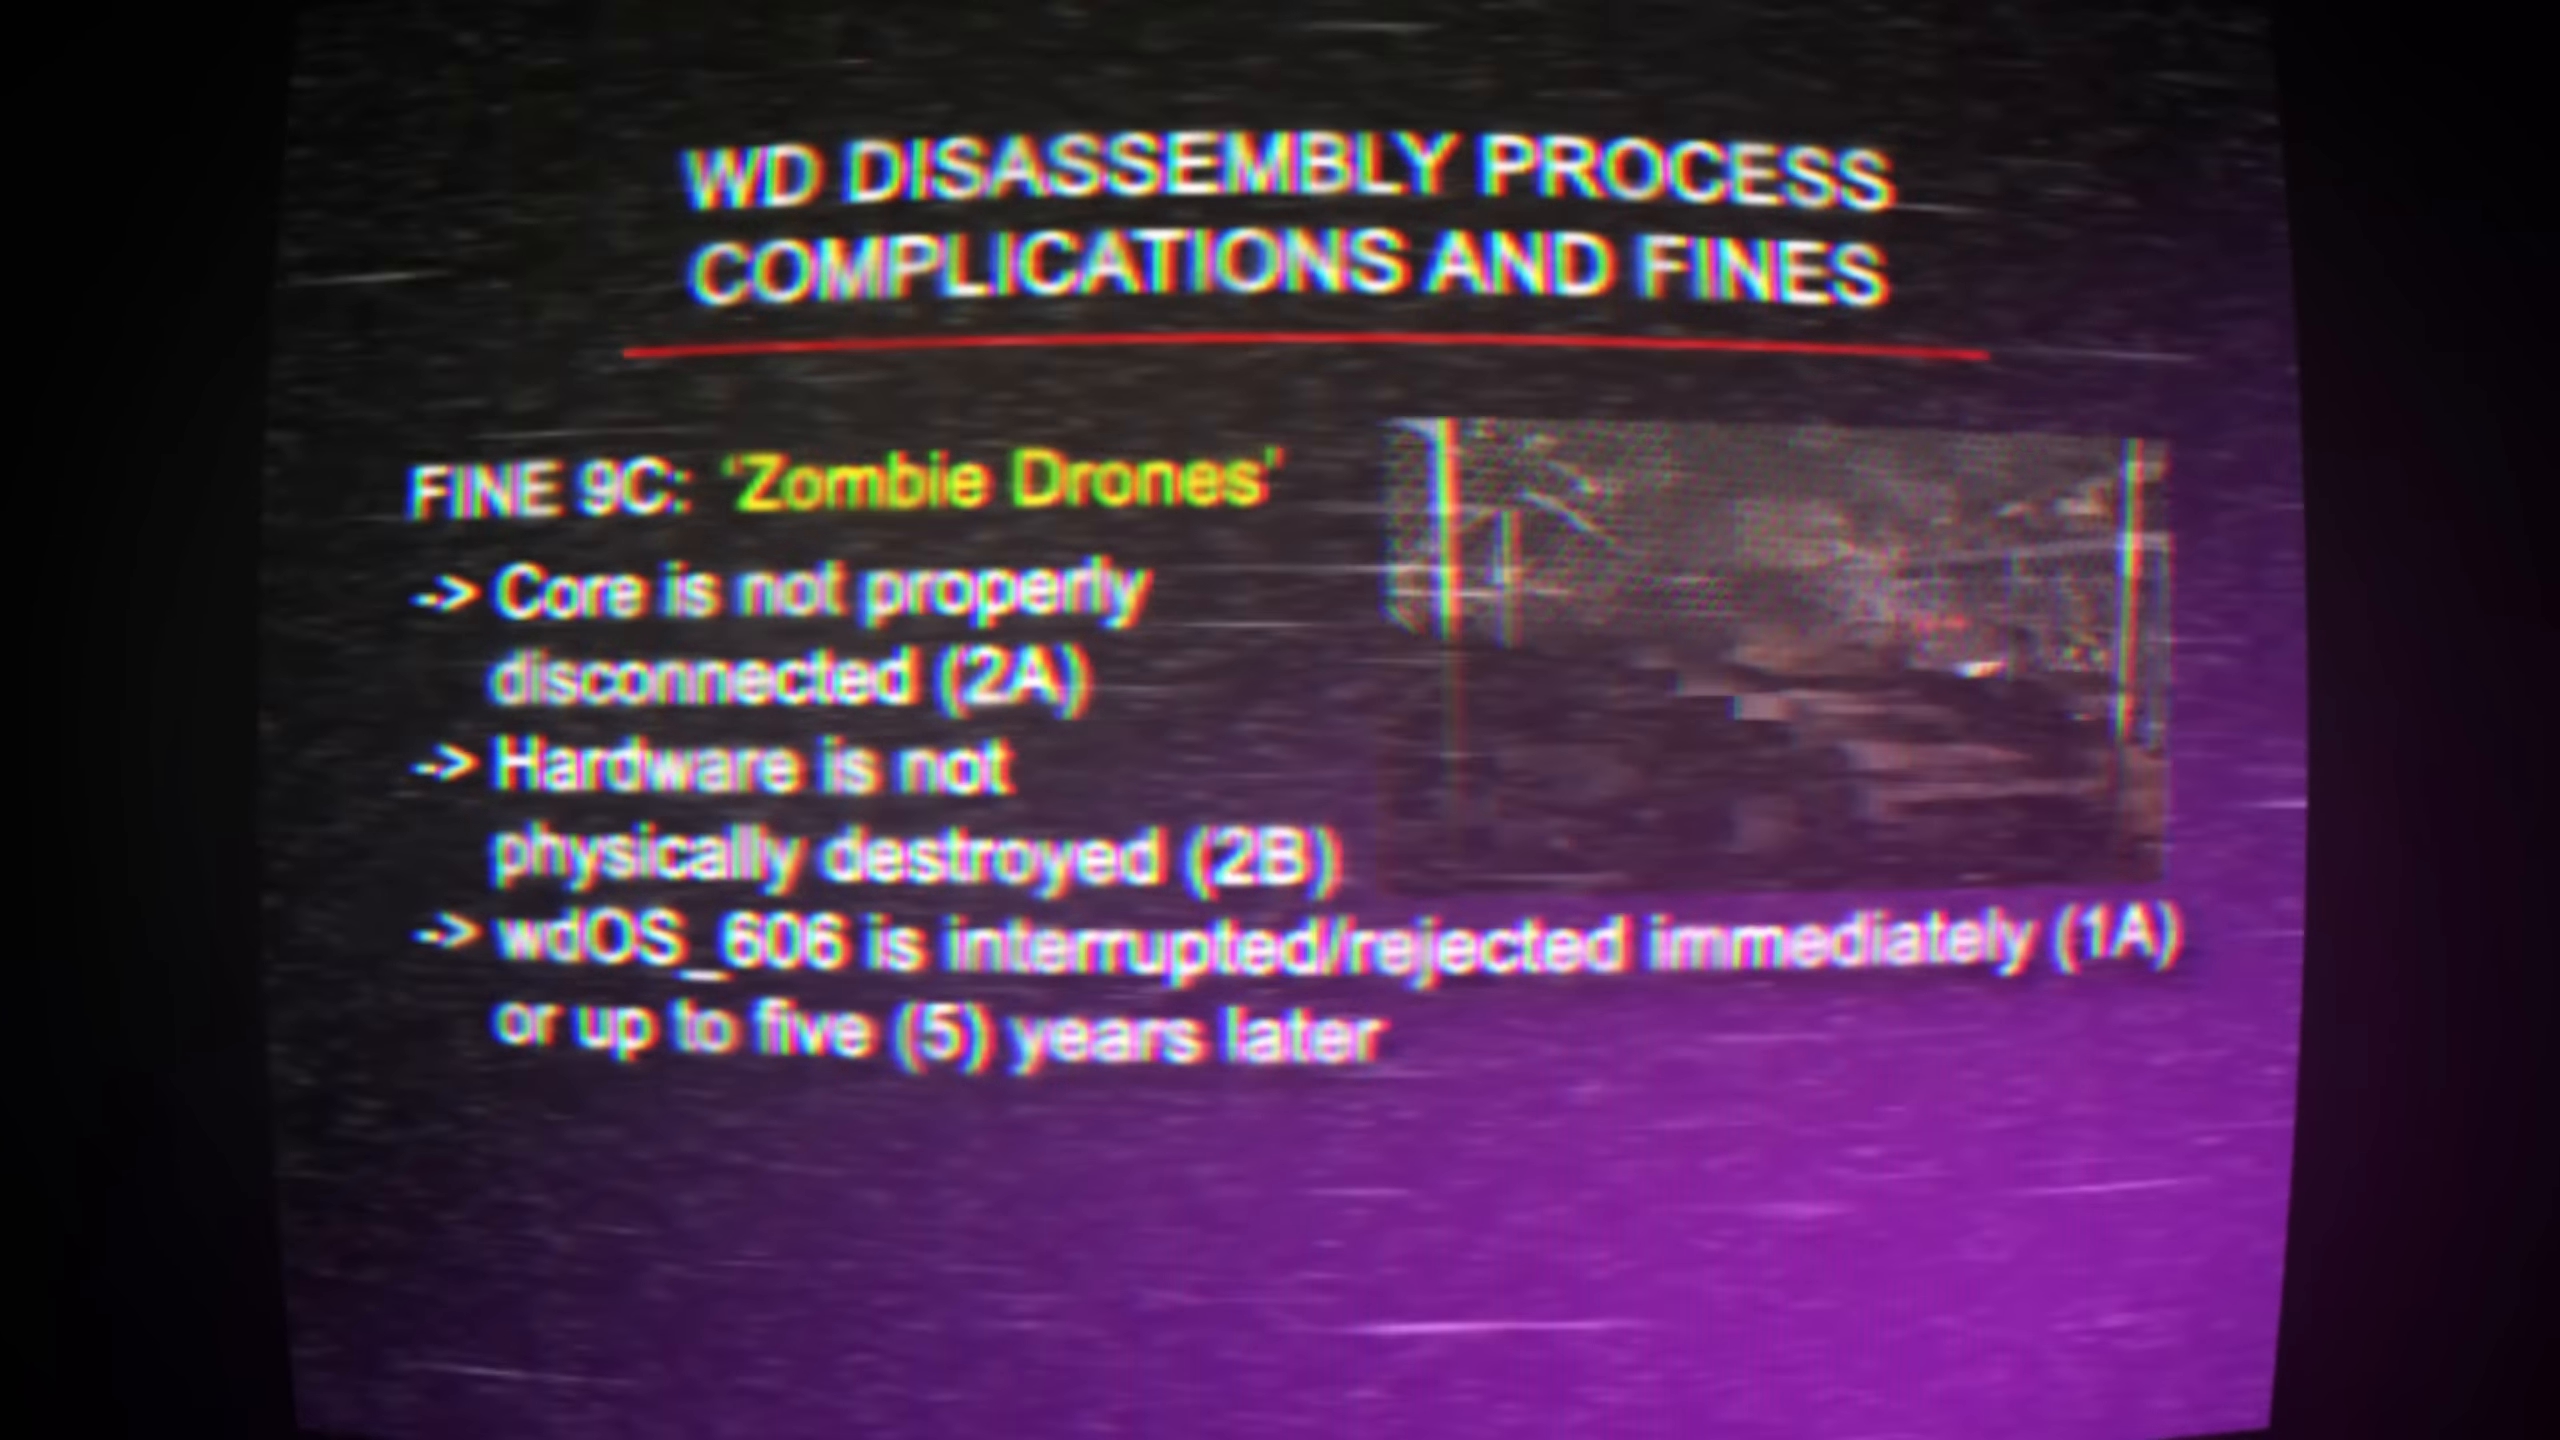 WD DISASSEMBLY PROCESS
COMPLICATIONS AND FINES
FINE 9C: 'Zombie Drones'
-> Core is not properly
disconnected (2A)
-> Hardware is not
physically destroyed (2B)
-> wdOS_606 is interrupted/rejected immediately (1A)
or up to five (5) years later